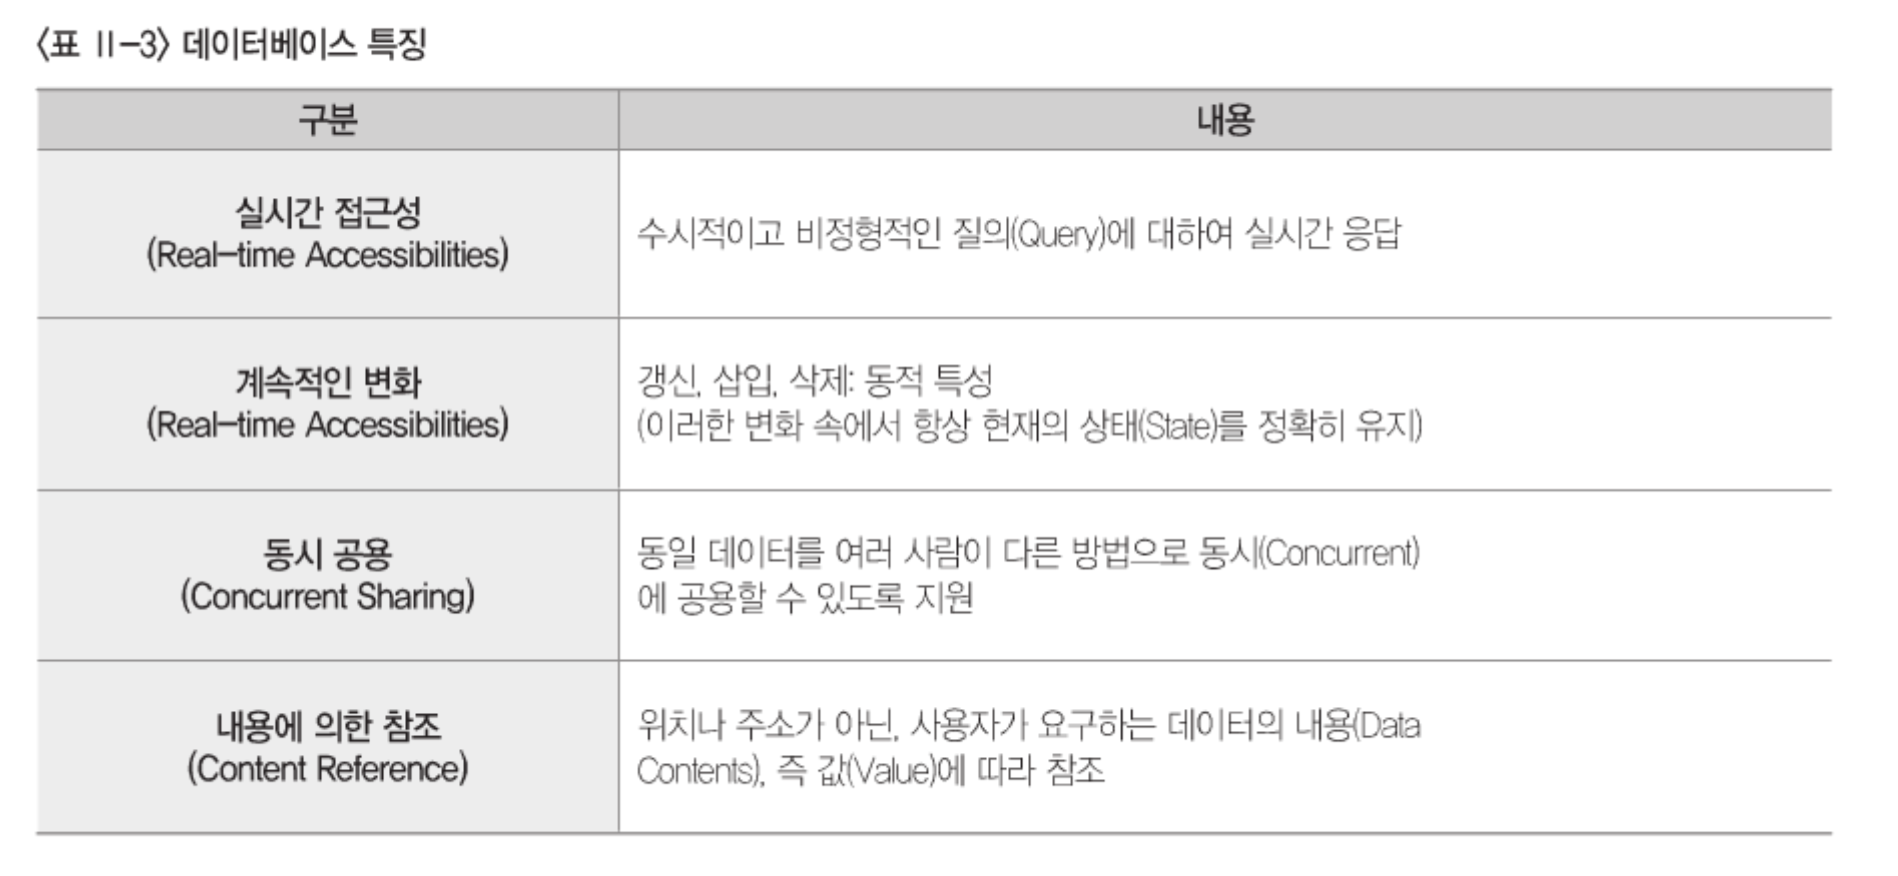 〈표 Ⅱ-3〉 데이터베이스 특징
구분
내용
실시간 접근성
(Real-time Accessibilities)
수시적이고 비정형적인 질의(Query)에 대하여 실시간 응답
계속적인 변화
(Real-time Accessibilities)
갱신, 삽입, 삭제: 동적 특성
(이러한 변화 속에서 항상 현재의 상태(State)를 정확히 유지)
동시 공용
(Concurrent Sharing)
동일 데이터를 여러 사람이 다른 방법으로 동시(Concurrent)
에 공용할 수 있도록 지원
내용에 의한 참조
(Content Reference)
위치나 주소가 아닌, 사용자가 요구하는 데이터의 내용(Data
Contents), 즉 값(Value)에 따라 참조